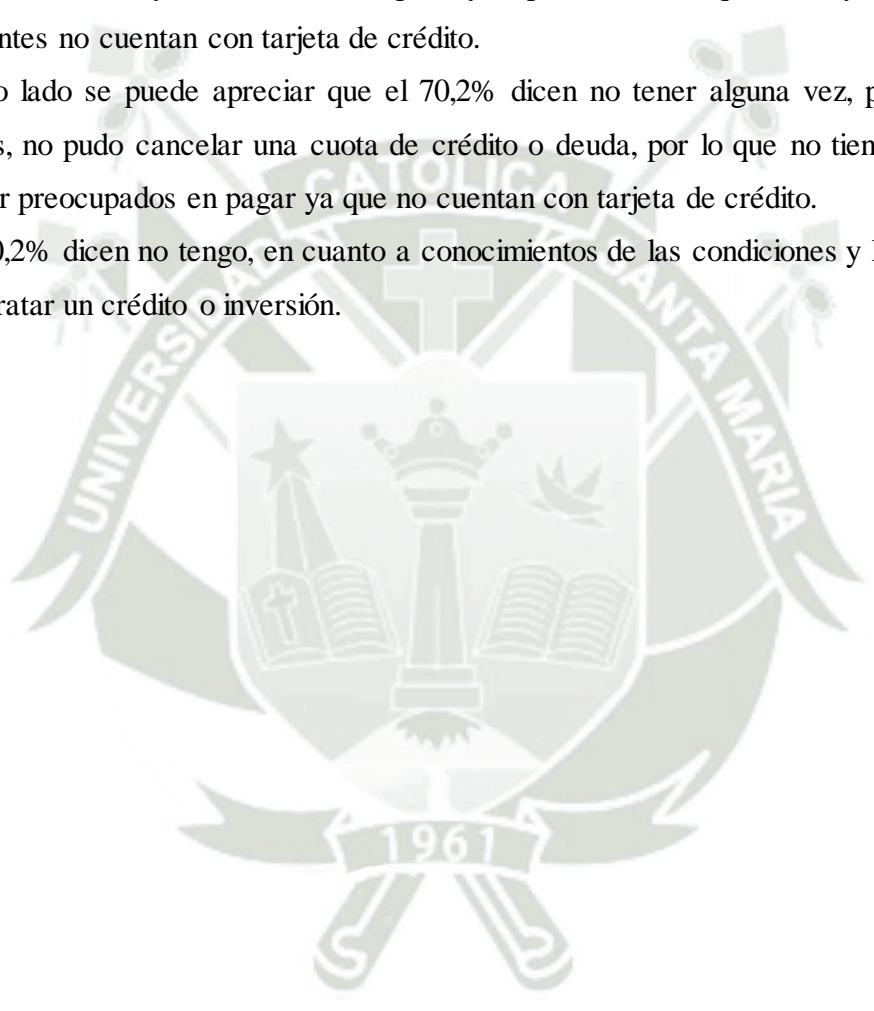 ntes no cuentan con tarjeta de crédito.
o lado se puede apreciar que el 70,2% dicen no tener alguna vez, p
s, no pudo cancelar una cuota de crédito o deuda, por lo que no tien
r preocupados en pagar ya que no cuentan con tarjeta de crédito.
0,2% dicen no tengo, en cuanto a conocimientos de las condiciones y
ratar un crédito o inversión.
UNIVERSIDAD CATOLICA SANTA MARIA
1961